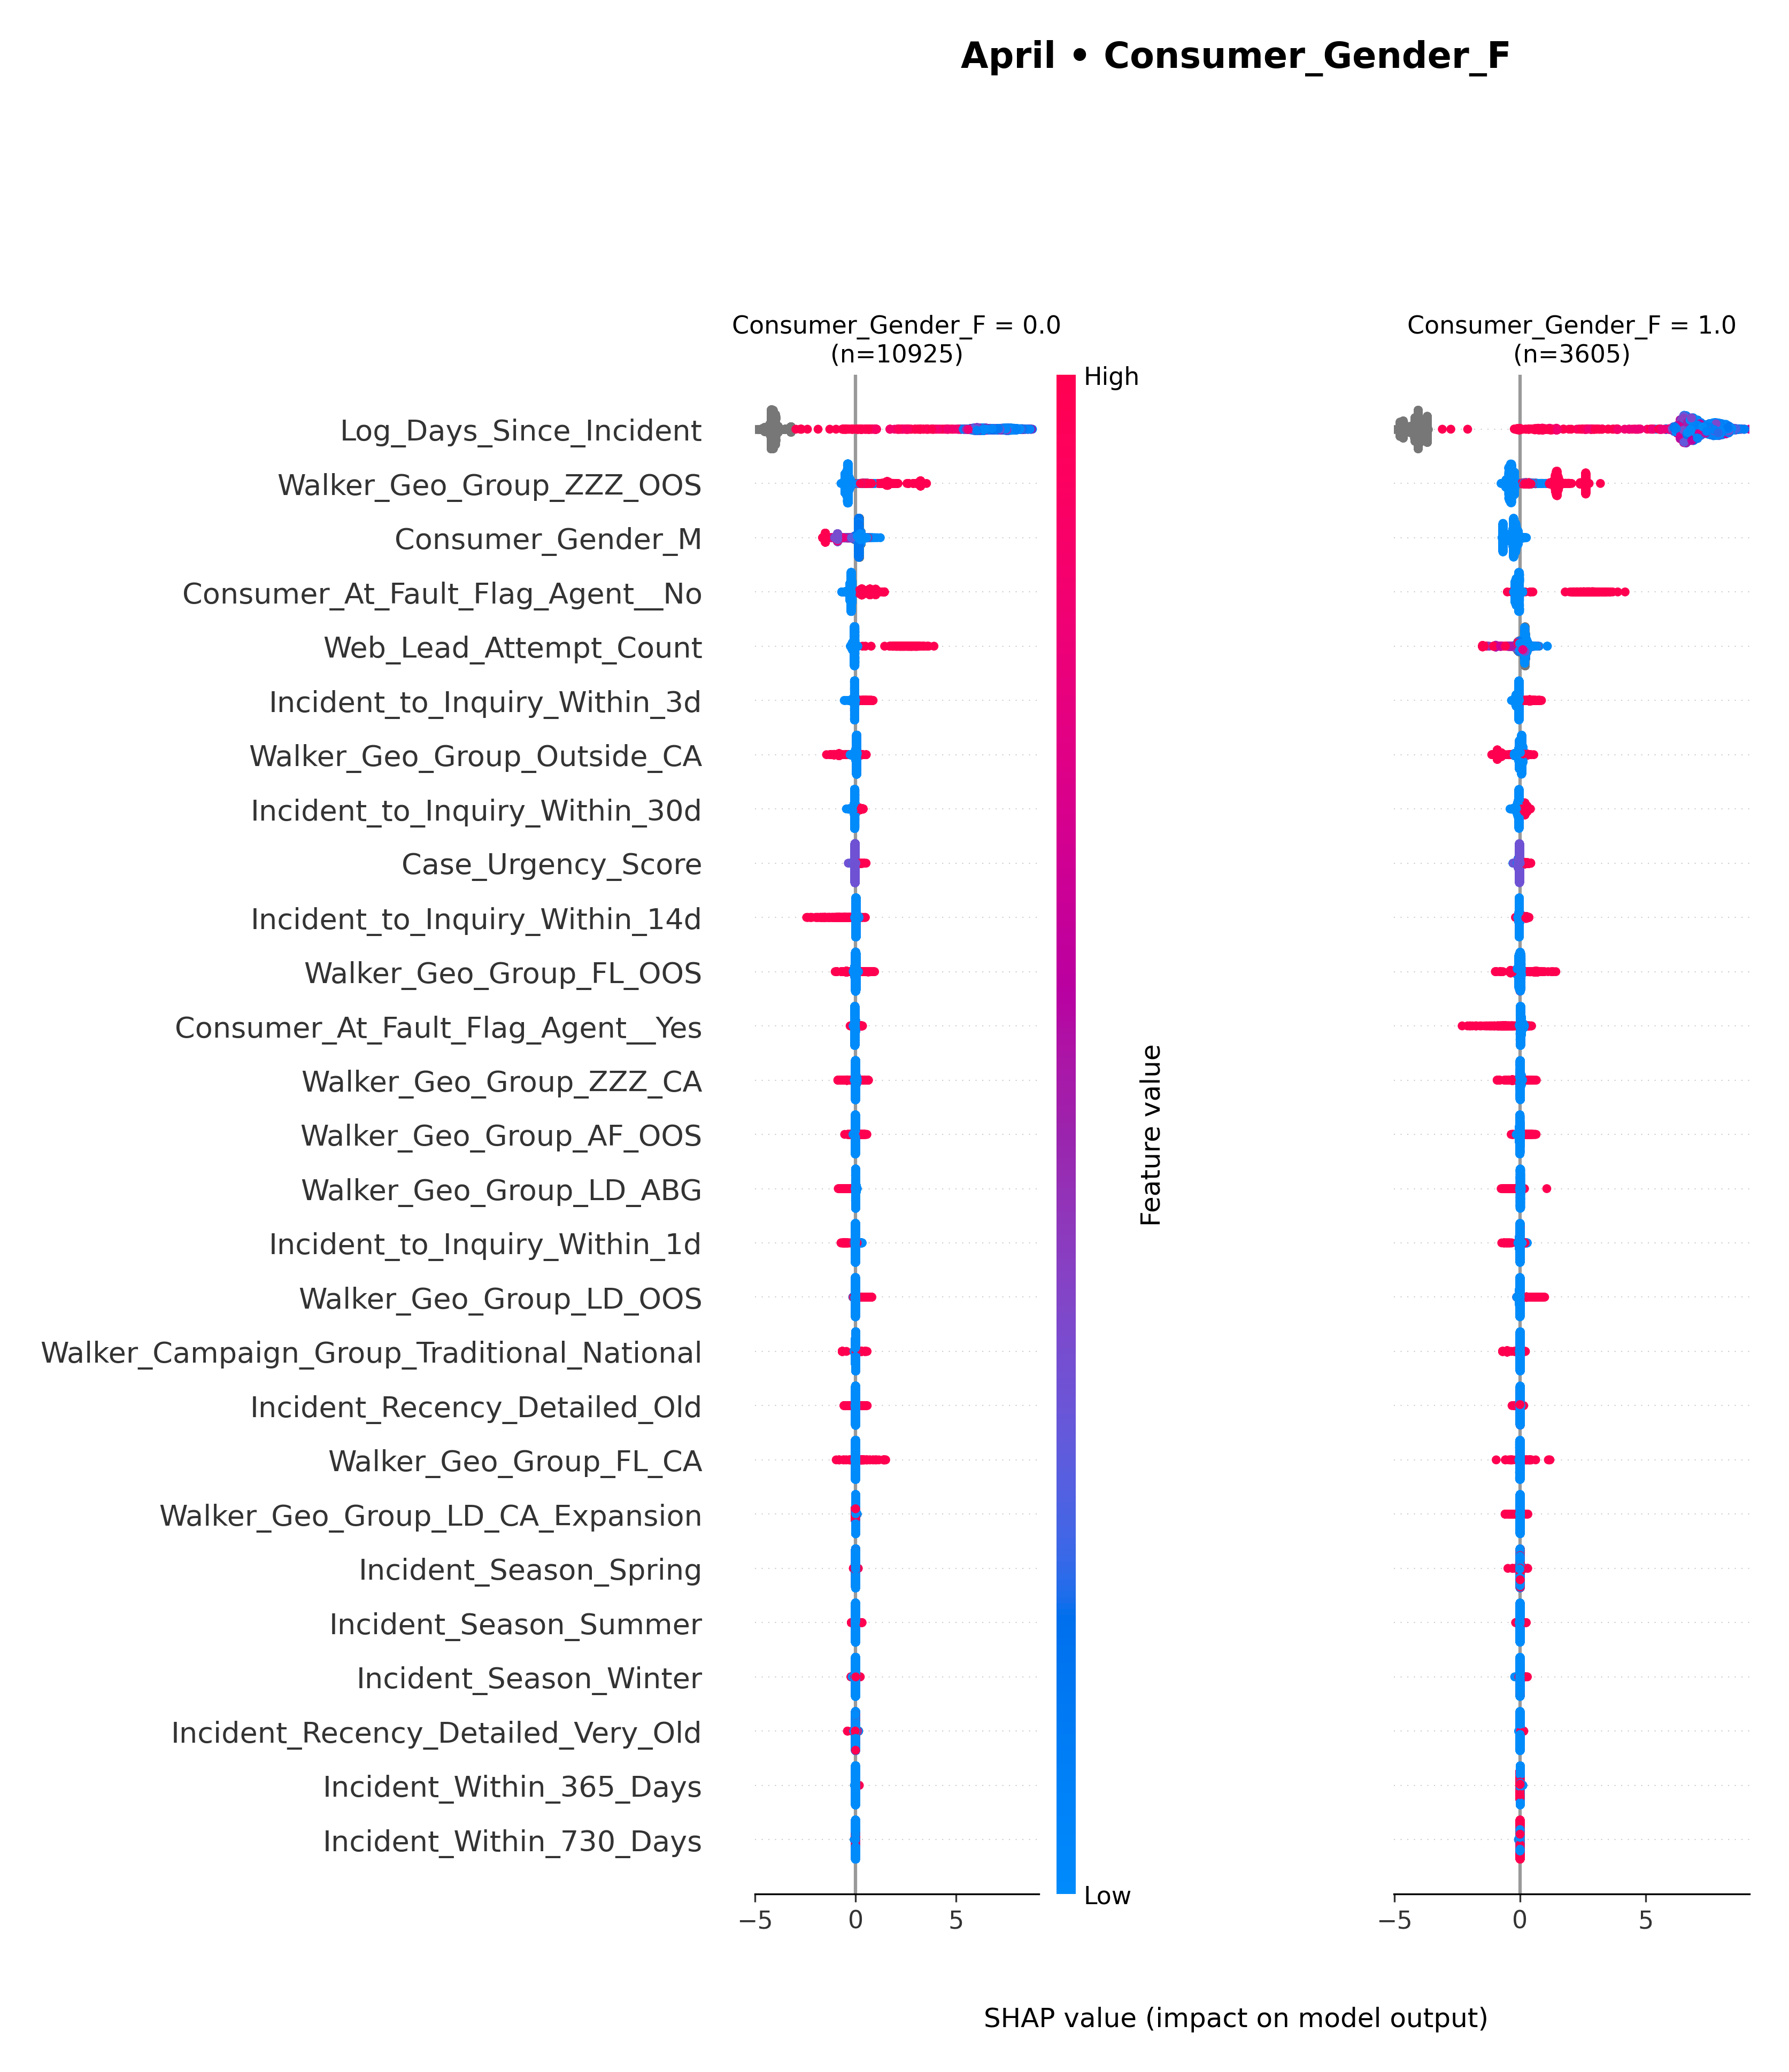 April • Consumer_Gender_F
Consumer_Gender_F = 0.0
(n=10925)
Consumer_Gender_F = 1.0
(n=3605)
High
Log_Days_Since_Incident
Walker_Geo_Group_ZZZ_OOS
Consumer_Gender_M
Consumer_At_Fault_Flag_Agent__No
Web_Lead_Attempt_Count
Incident_to_Inquiry_Within_3d
Walker_Geo_Group_Outside_CA
Incident_to_Inquiry_Within_30d
Case_Urgency_Score
Incident_to_Inquiry_Within_14d
Walker_Geo_Group_FL_OOS
Consumer_At_Fault_Flag_Agent__Yes
Walker_Geo_Group_ZZZ_CA
Walker_Geo_Group_AF_OOS
Walker_Geo_Group_LD_ABG
Incident_to_Inquiry_Within_1d
Walker_Geo_Group_LD_OOS
Walker_Campaign_Group_Traditional_National
Incident_Recency_Detailed_Old
Walker_Geo_Group_FL_CA
Walker_Geo_Group_LD_CA_Expansion
Incident_Season_Spring
Incident_Season_Summer
Incident_Season_Winter
Incident_Recency_Detailed_Very_Old
Incident_Within_365_Days
Incident_Within_730_Days
Feature value
Low
−5 0 5
−5 0 5
SHAP value (impact on model output)